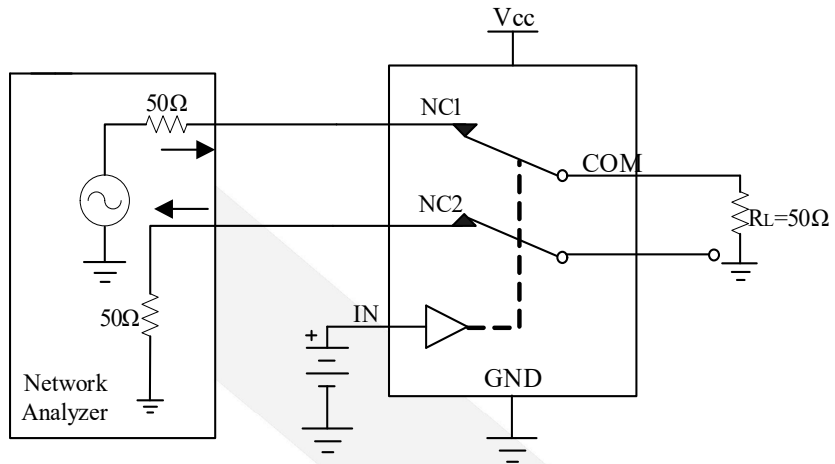 Vcc
50Ω
NC1
COM
NC2
RL=50Ω
50Ω
IN
+
GND
Network
Analyzer